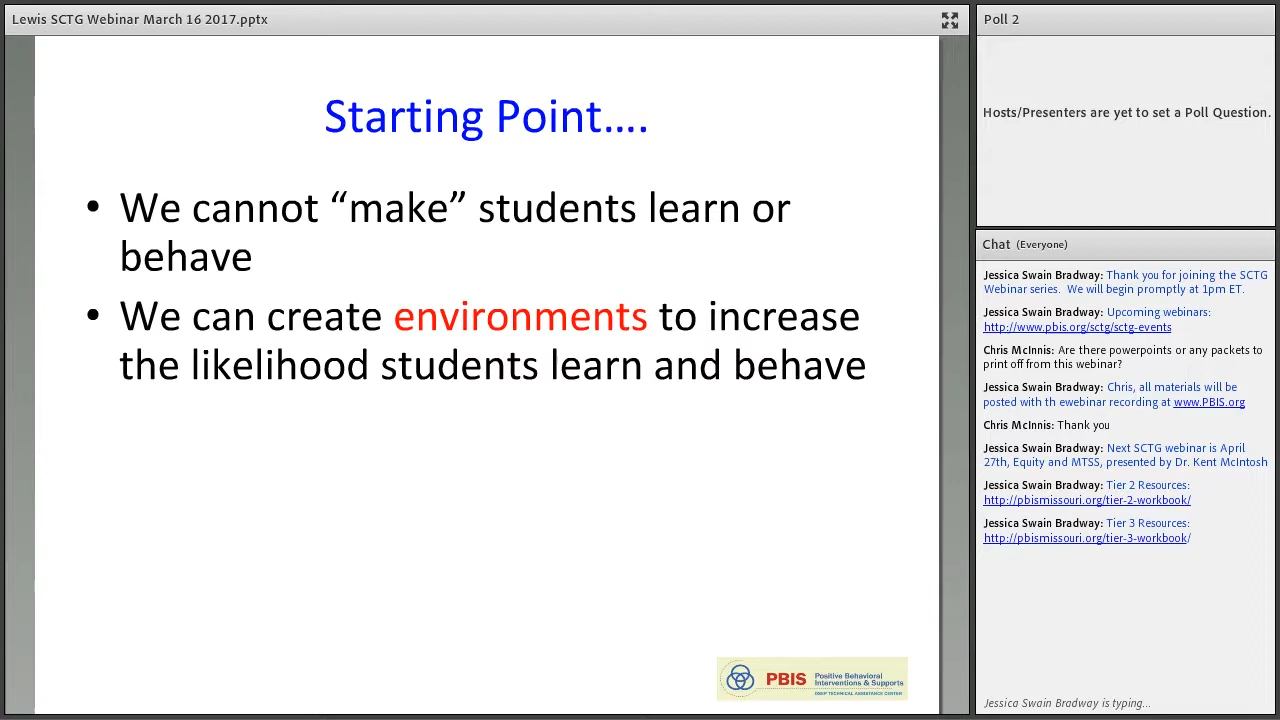 Lewis SCTG Webinar March 16 2017.pptx
Starting Point….
• We cannot “make” students learn or
behave
• We can create environments to increase
the likelihood students learn and behave
PBIS
Positive Behavioral
Interventions & Supports
OSEP TECHNICAL ASSISTANCE CENTER
Poll 2
Hosts/Presenters are yet to set a Poll Question.
Chat (Everyone)
Jessica Swain Bradway: Thank you for joining the SCTG
Webinar series. We will begin promptly at 1pm ET.
Jessica Swain Bradway: Upcoming webinars:
http://www.pbis.org/sctg/sctg-events
Chris McInnis: Are there powerpoints or any packets to
print off from this webinar?
Jessica Swain Bradway: Chris, all materials will be
posted with th ewebinar recording at www.PBIS.org
Chris McInnis: Thank you
Jessica Swain Bradway: Next SCTG webinar is April
27th, Equity and MTSS, presented by Dr. Kent McIntosh
Jessica Swain Bradway: Tier 2 Resources:
http://pbismissouri.org/tier-2-workbook/
Jessica Swain Bradway: Tier 3 Resources:
http://pbismissouri.org/tier-3-workbook/
Jessica Swain Bradway is typing...